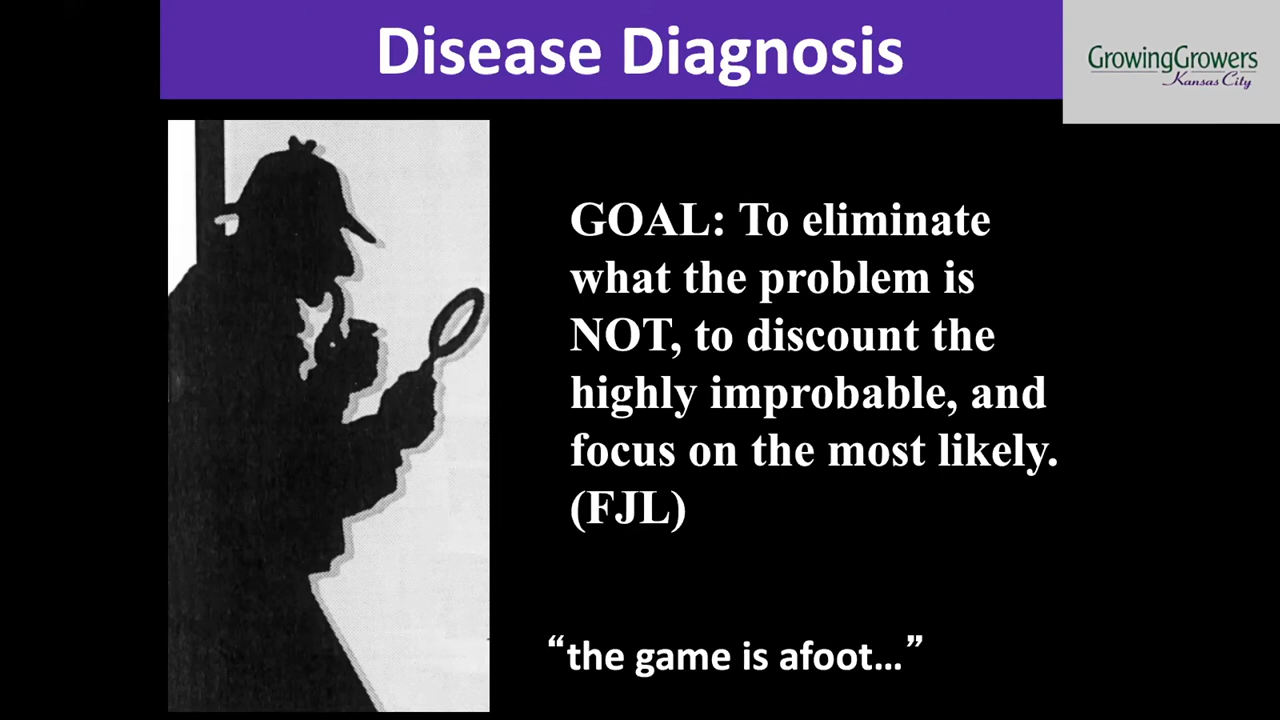 Disease Diagnosis
GrowingGrowers
Kansas City
GOAL: To eliminate
what the problem is
NOT, to discount the
highly improbable, and
focus on the most likely.
(FJL)
“the game is afoot…”